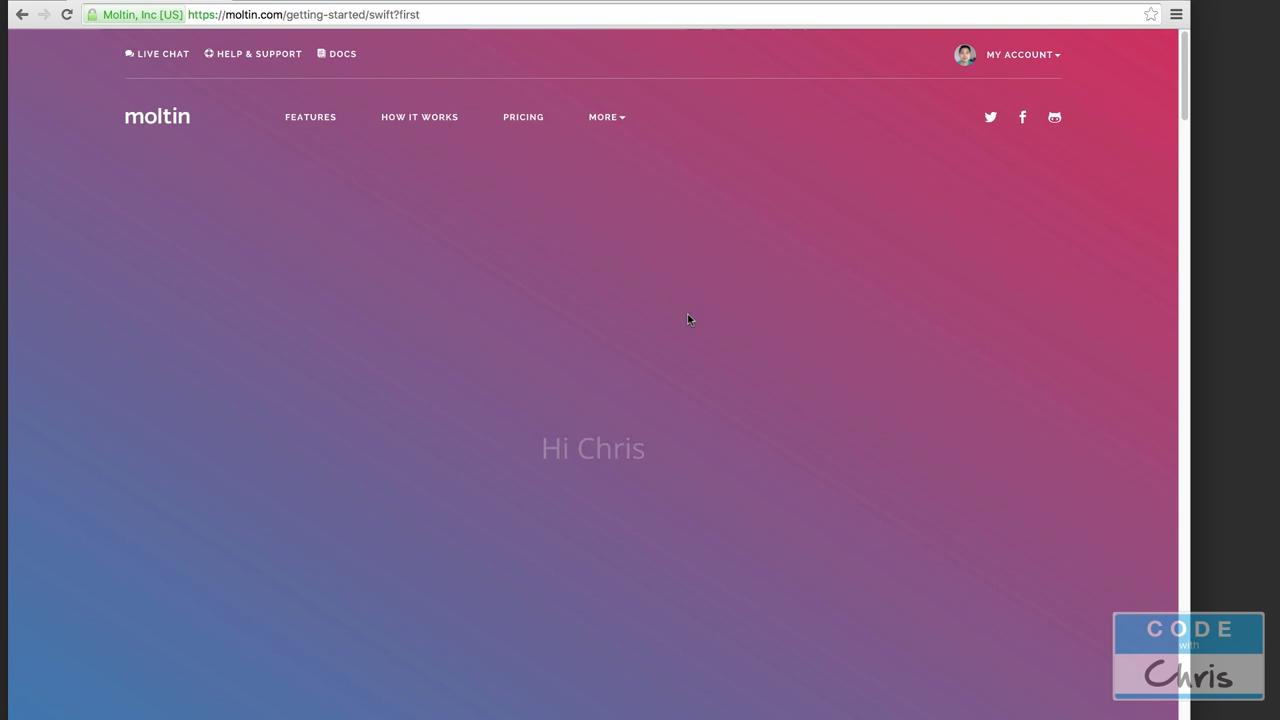 Moltin, Inc [US] https://moltin.com/getting-started/swift?first
LIVE CHAT HELP & SUPPORT DOCS
MY ACCOUNT
moltin
FEATURES HOW IT WORKS PRICING MORE
Hi Chris
CODE
with
Chris